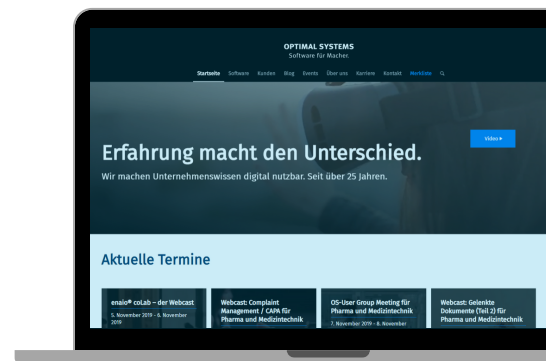 OPTIMAL SYSTEMS
Software für Macher.
Startseite Software Kunden Blog Events Über uns Karriere Kontakt Merkliste
Erfahrung macht den Unterschied.
Video
Wir machen Unternehmenswissen digital nutzbar. Seit über 25 Jahren.
Aktuelle Termine
enaio® coLab – der Webcast
5. November 2019 - 6. November
2019
Webcast: Complaint
Management / CAPA für
Pharma und Medizintechnik
OS-User Group Meeting für
Pharma und Medizintechnik
7. November 2019 - 8. November
Webcast: Gelenkte
Dokumente (Teil 2) für
Pharma und Medizintechnik